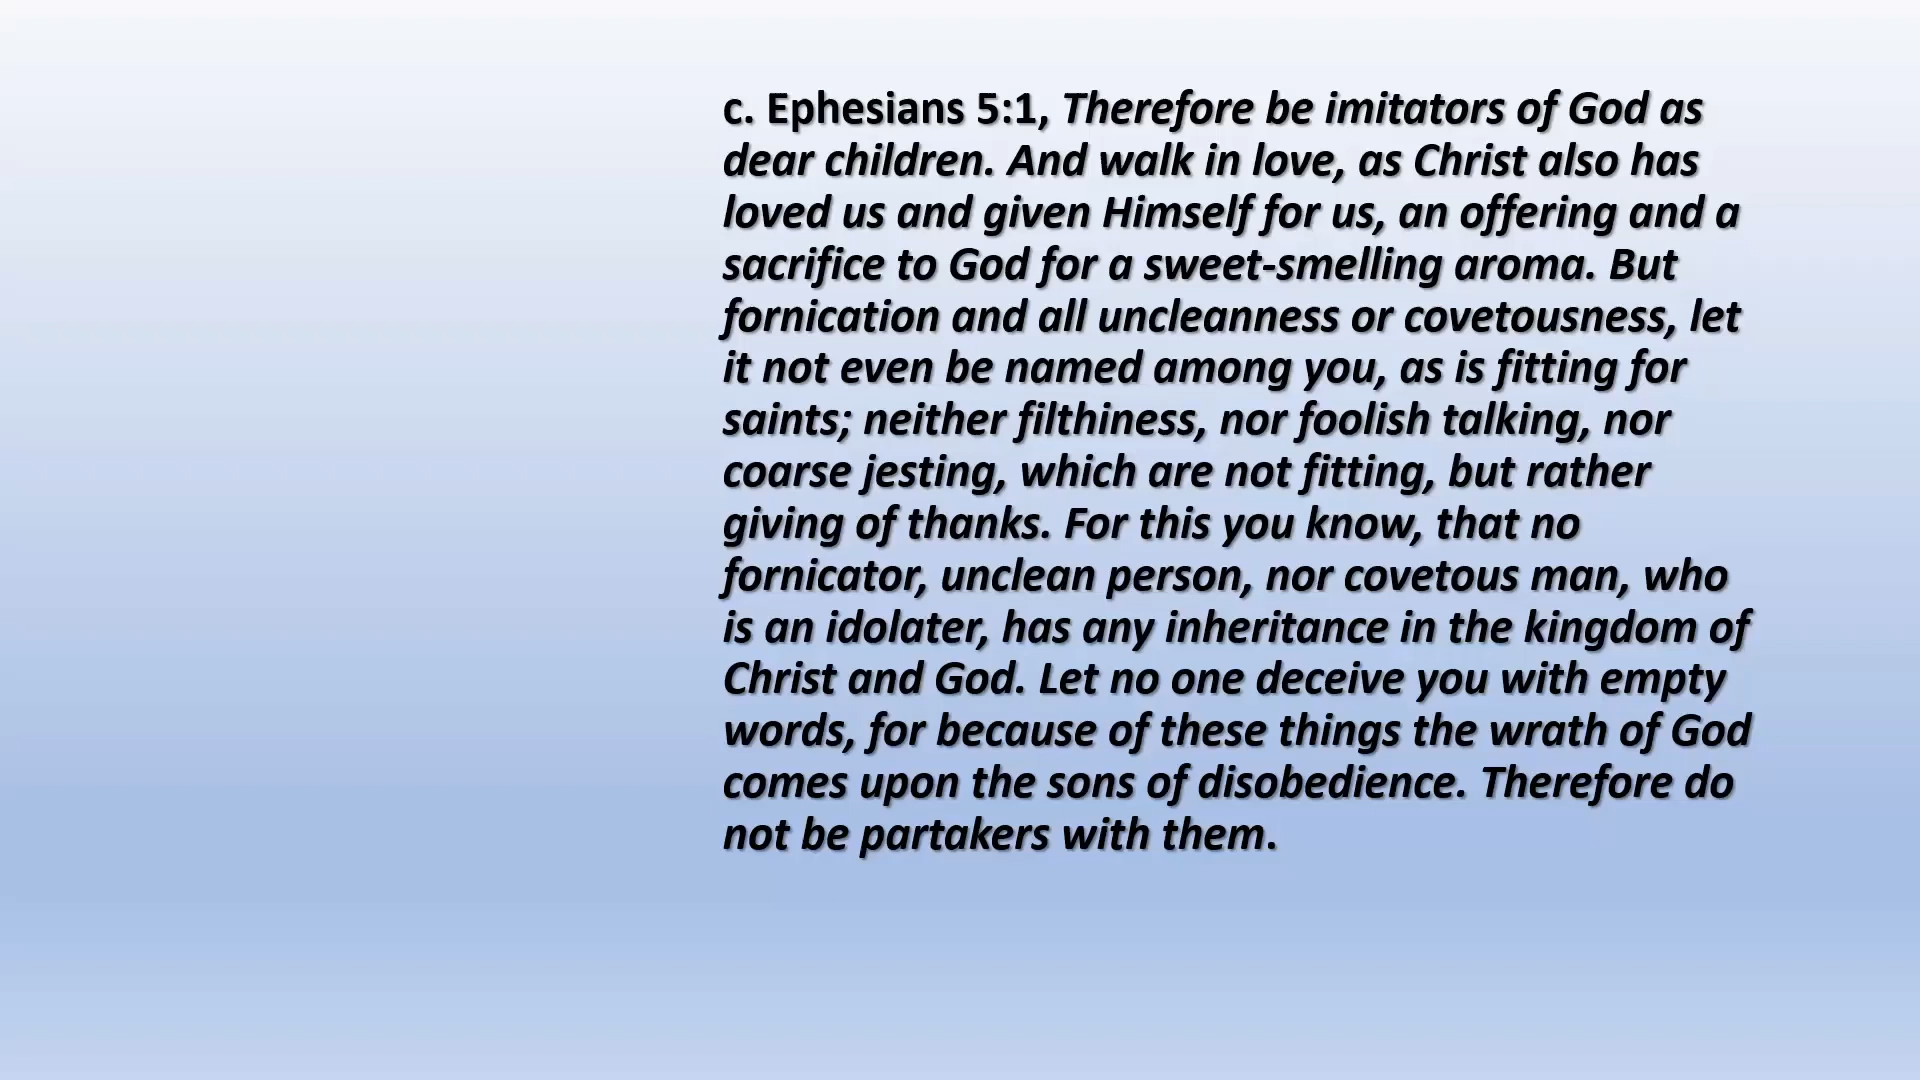 c. Ephesians 5:1, Therefore be imitators of God as
dear children. And walk in love, as Christ also has
loved us and given Himself for us, an offering and a
sacrifice to God for a sweet-smelling aroma. But
fornication and all uncleanness or covetousness, let
it not even be named among you, as is fitting for
saints; neither filthiness, nor foolish talking, nor
coarse jesting, which are not fitting, but rather
giving of thanks. For this you know, that no
fornicator, unclean person, nor covetous man, who
is an idolater, has any inheritance in the kingdom of
Christ and God. Let no one deceive you with empty
words, for because of these things the wrath of God
comes upon the sons of disobedience. Therefore do
not be partakers with them.